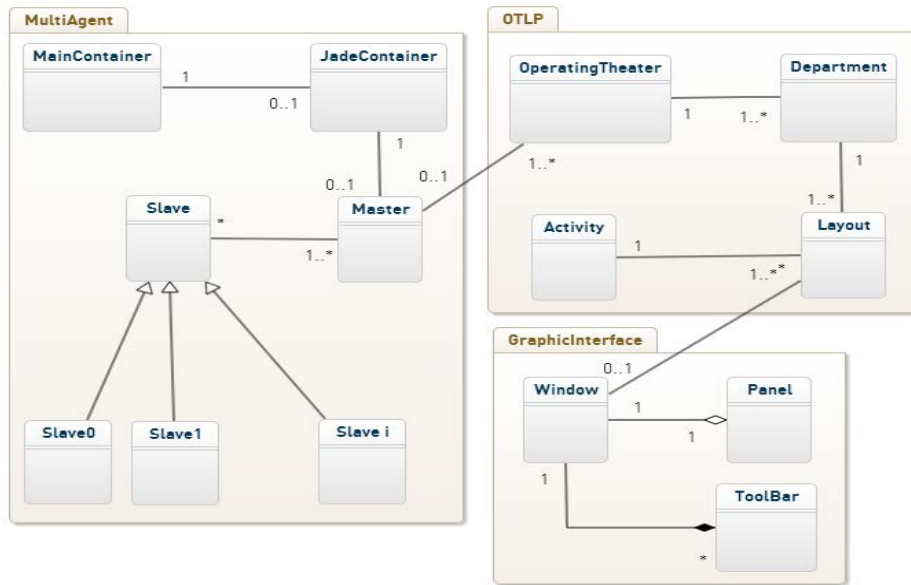 MultiAgent
MainContainer
JadeContainer
1
0..1
1
0..1
Slave
Master
*
1..*
Slave0
Slave1
Slave i
OTLP
OperatingTheater
Department
1
1..*
0..1
1..*
1
1..*
Activity
Layout
1
1..*
*
GraphicInterface
0..1
Window
Panel
1
1
1
ToolBar
*